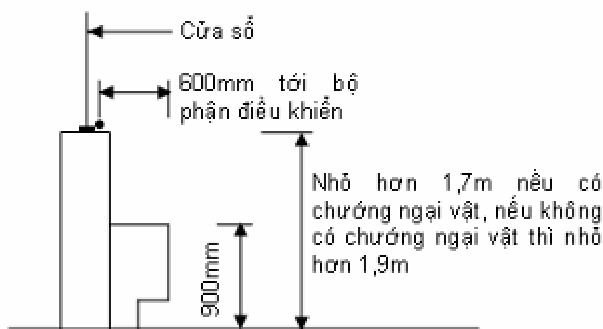 Cửa sổ
600mm tới bộ
phận điều khiển
Nhỏ hơn 1,7m nếu có
chướng ngại vật, nếu không
có chướng ngại vật thì nhỏ
hơn 1,9m
900mm